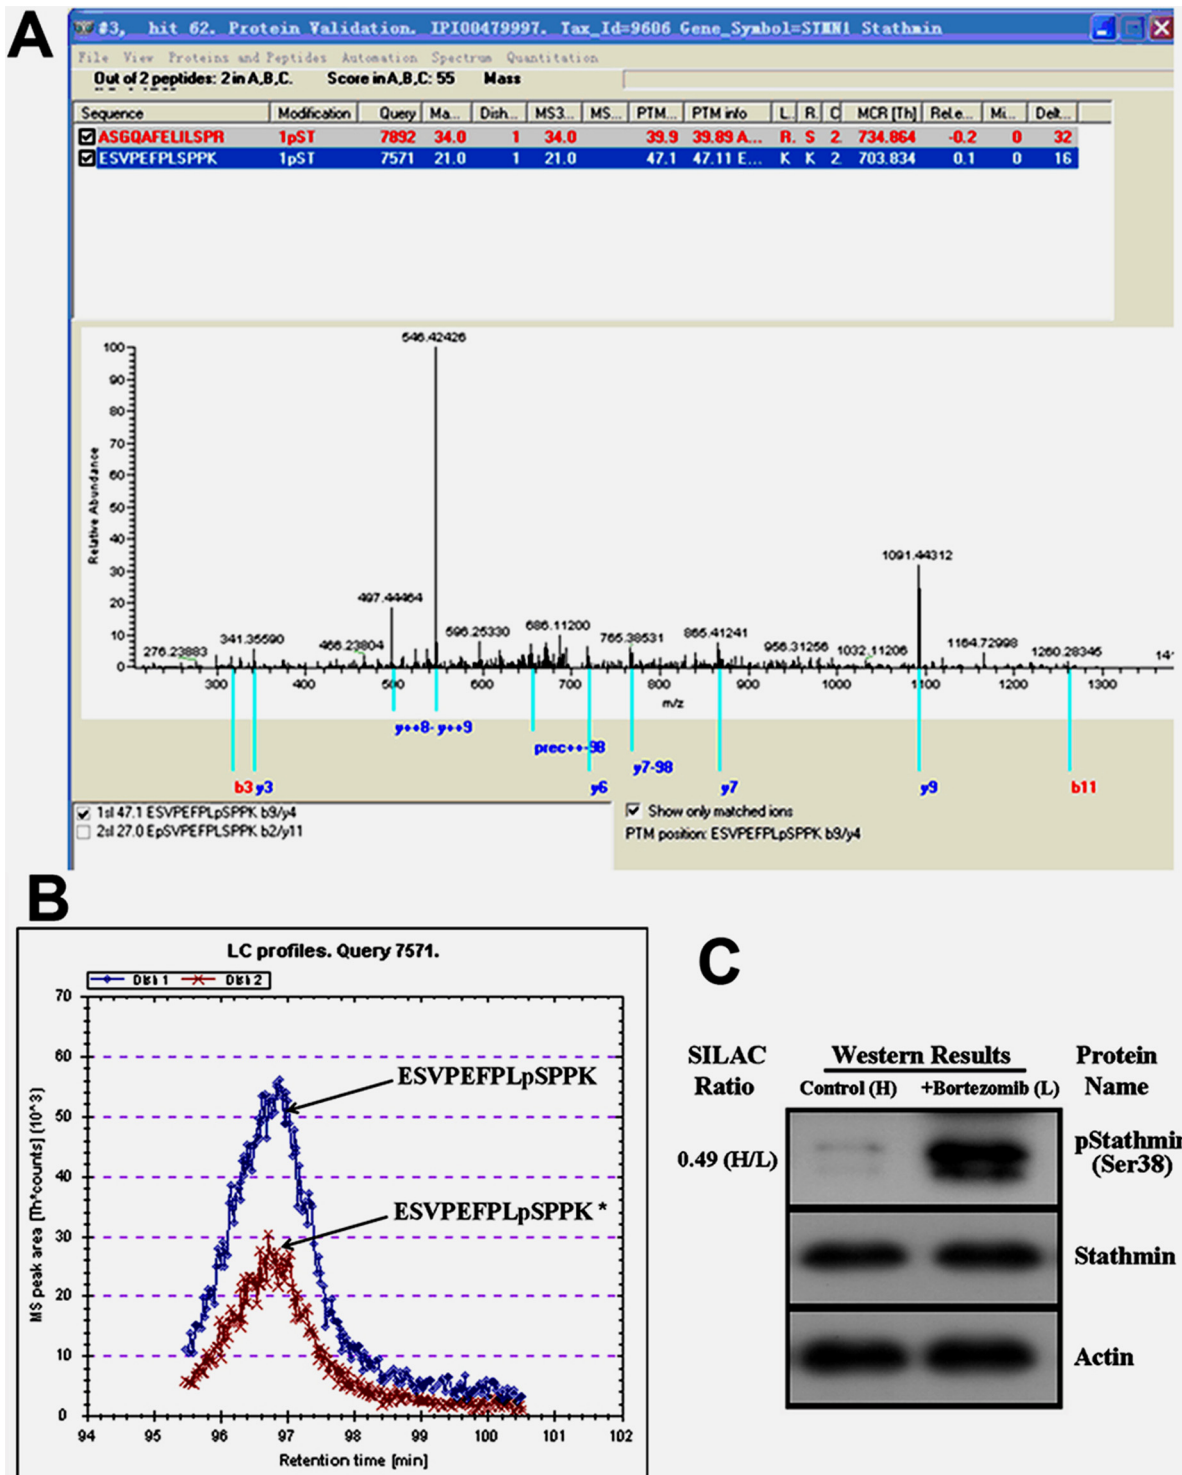 A
#3, hit 62. Protein Validation. IPI00479997. Tax_Id=9606 Gene_Symbol=STMN1 Stathmin
File View Proteins and Peptides Automation Spectrum Quantitation
Out of 2 peptides: 2 in A,B,C. Score in A,B,C: 55 Mass
Sequence Modification Query Ma... Dish... MS3... MS... PTM... PTM info L. R. C MCR [Th] Rel.e... Mi... Delt...
ASGQAFELILSPR 1pST 7892 34.0 1 34.0 39.9 39.89 A... R. S 2. 734.864 -0.2 0 32
ESVPEFPLSPPK 1pST 7571 21.0 1 21.0 47.1 47.11 E... K K 2. 703.834 0.1 0 16
546.42426
100
90
80
70
60
50
40
30
20
10
0
Relative Abundance
1091.44312
497.44464
276.23883 341.35590 466.23804 596.25330 686.11200 765.38531 865.41241 956.31256 1032.11206 1164.72998 1260.28345 14
300 400 500 600 700 800 900 1000 1100 1200 1300
m/z
y++8- y++9
prec++-98
y7-98
b3 y3 y6 y7 y9 b11
1sl 47.1 ESVPEFPLpSPPK b9/y4
2sl 27.0 EpSVPEFPLSPPK b2/y11
Show only matched ions
PTM position: ESVPEFPLpSPPK b9/y4
B
LC profiles. Query 7571.
70
60
50
40
30
20
10
0
MS peak area [Th*counts] (10^3)
ESVPEFPLpSPPK
ESVPEFPLpSPPK *
94 95 96 97 98 99 100 101 102
Retention time [min]
C
SILAC Western Results Protein
Ratio Control (H) +Bortezomib (L) Name
0.49 (H/L) pStathmin
(Ser38)
Stathmin
Actin